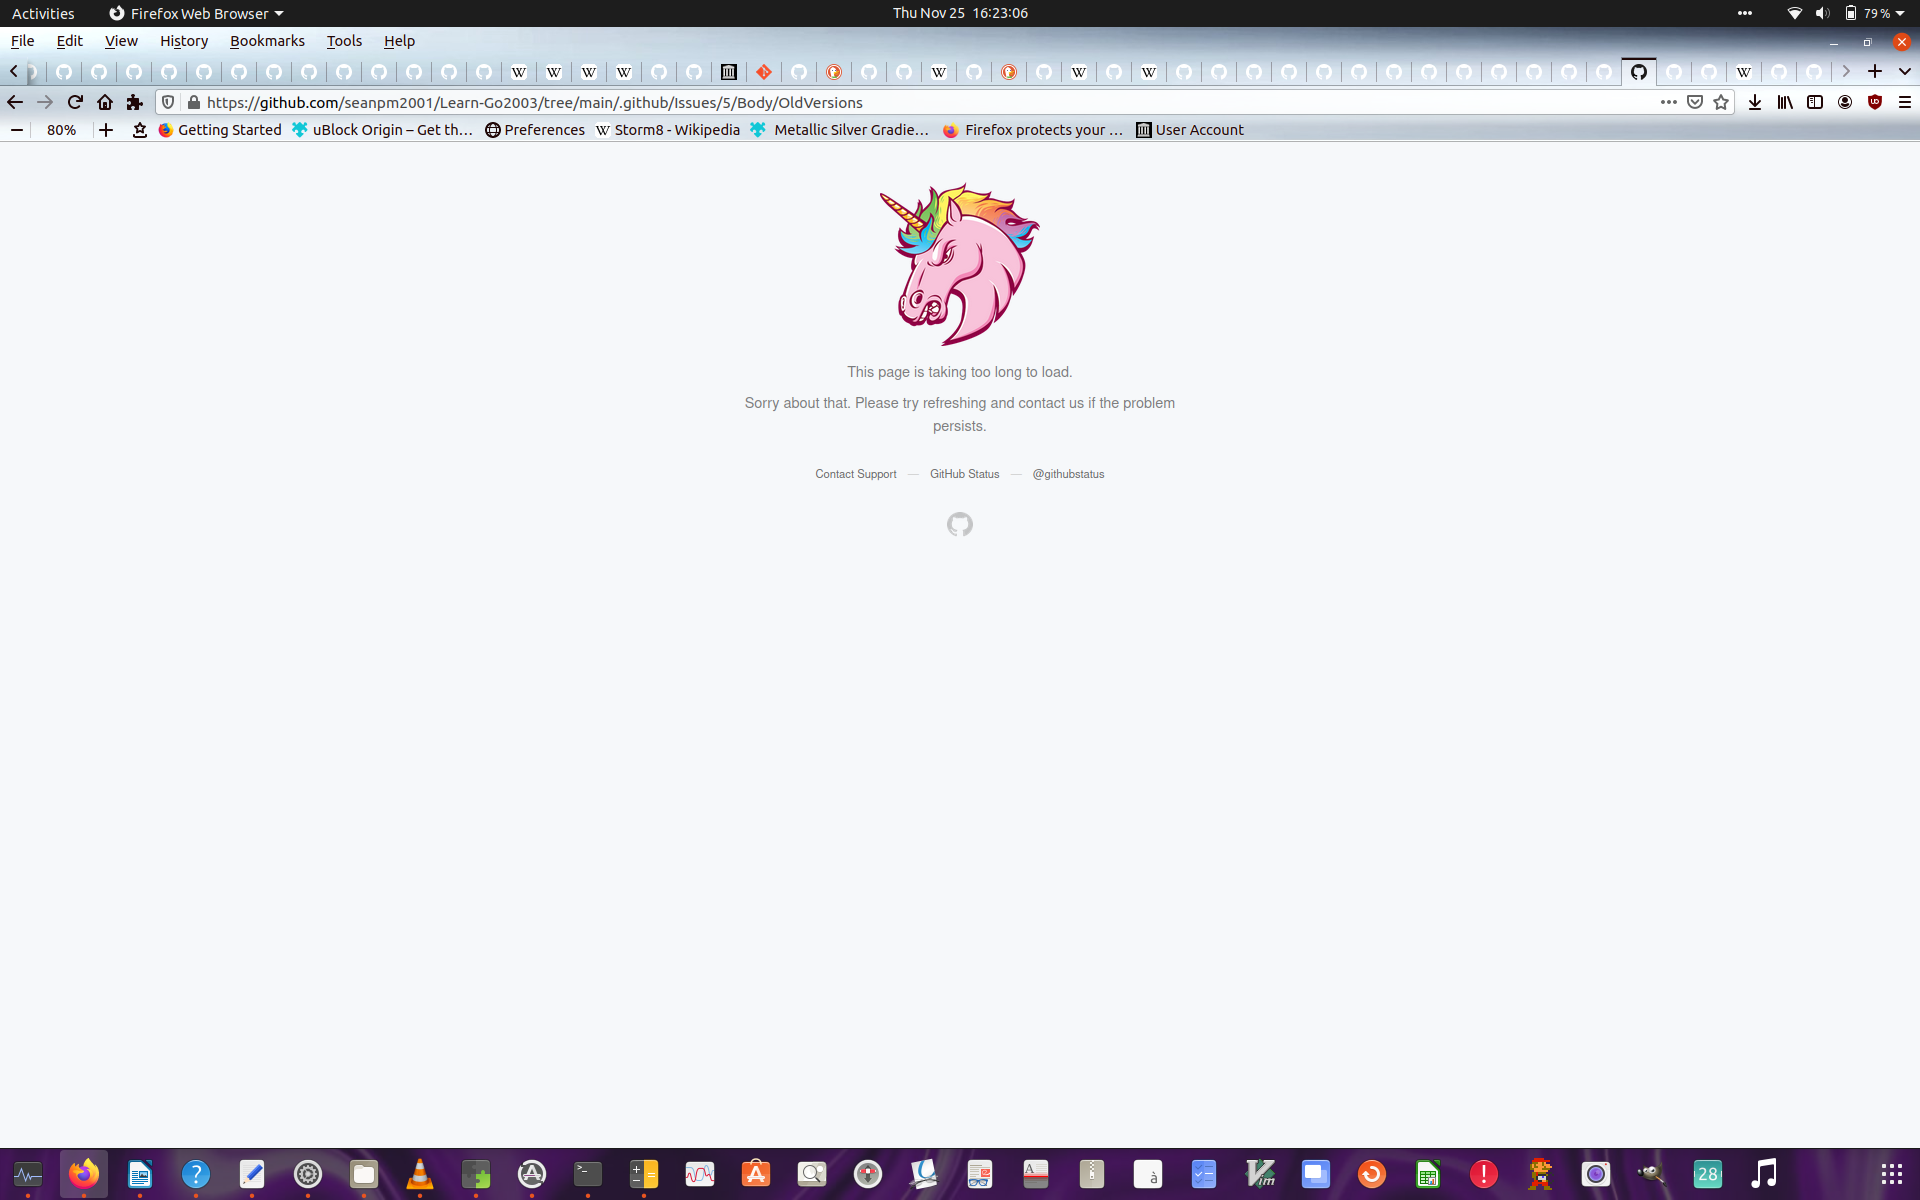 Activities
Firefox Web Browser
Thu Nov 25 16:23:06
79 %
File Edit View History Bookmarks Tools Help
https://github.com/seanpm2001/Learn-Go2003/tree/main/.github/Issues/5/Body/OldVersions
80%
Getting Started
uBlock Origin – Get th…
Preferences
Storm8 - Wikipedia
Metallic Silver Gradie…
Firefox protects your …
User Account
This page is taking too long to load.
Sorry about that. Please try refreshing and contact us if the problem
persists.
Contact Support — GitHub Status — @githubstatus
28